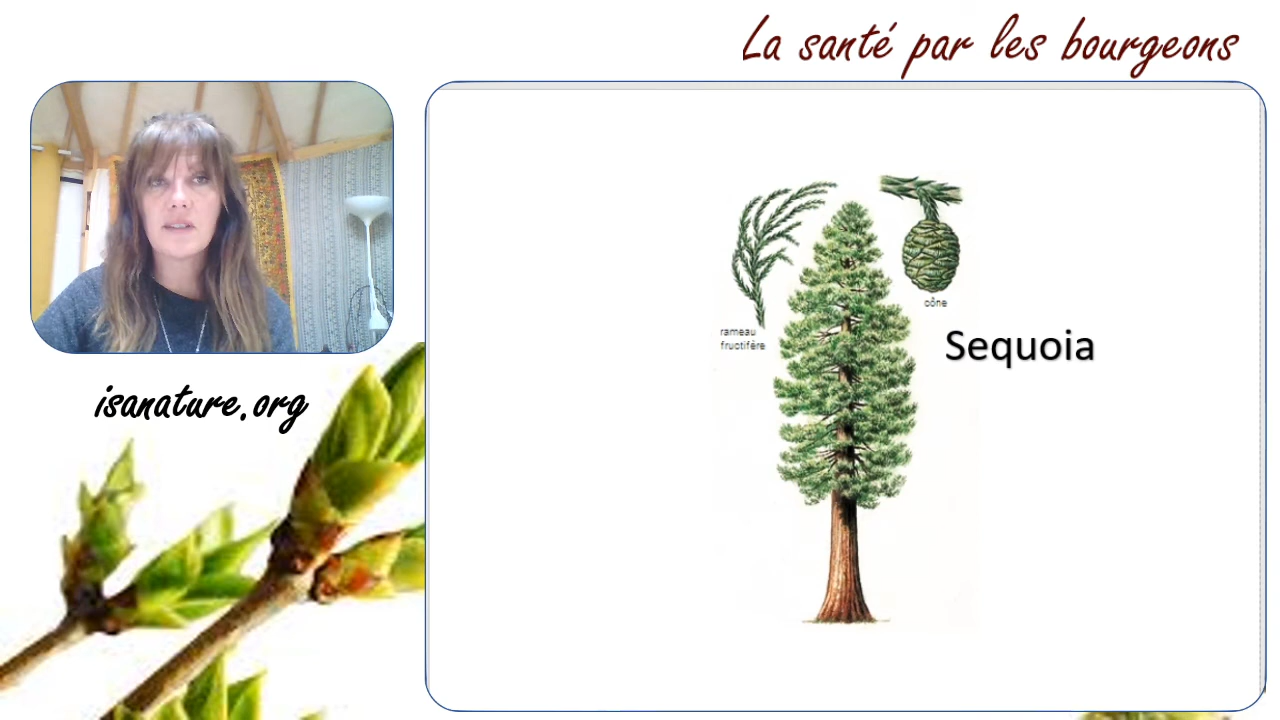 La santé par les bourgeons
isanature.org
rameau
fructifère
cône
Sequoia